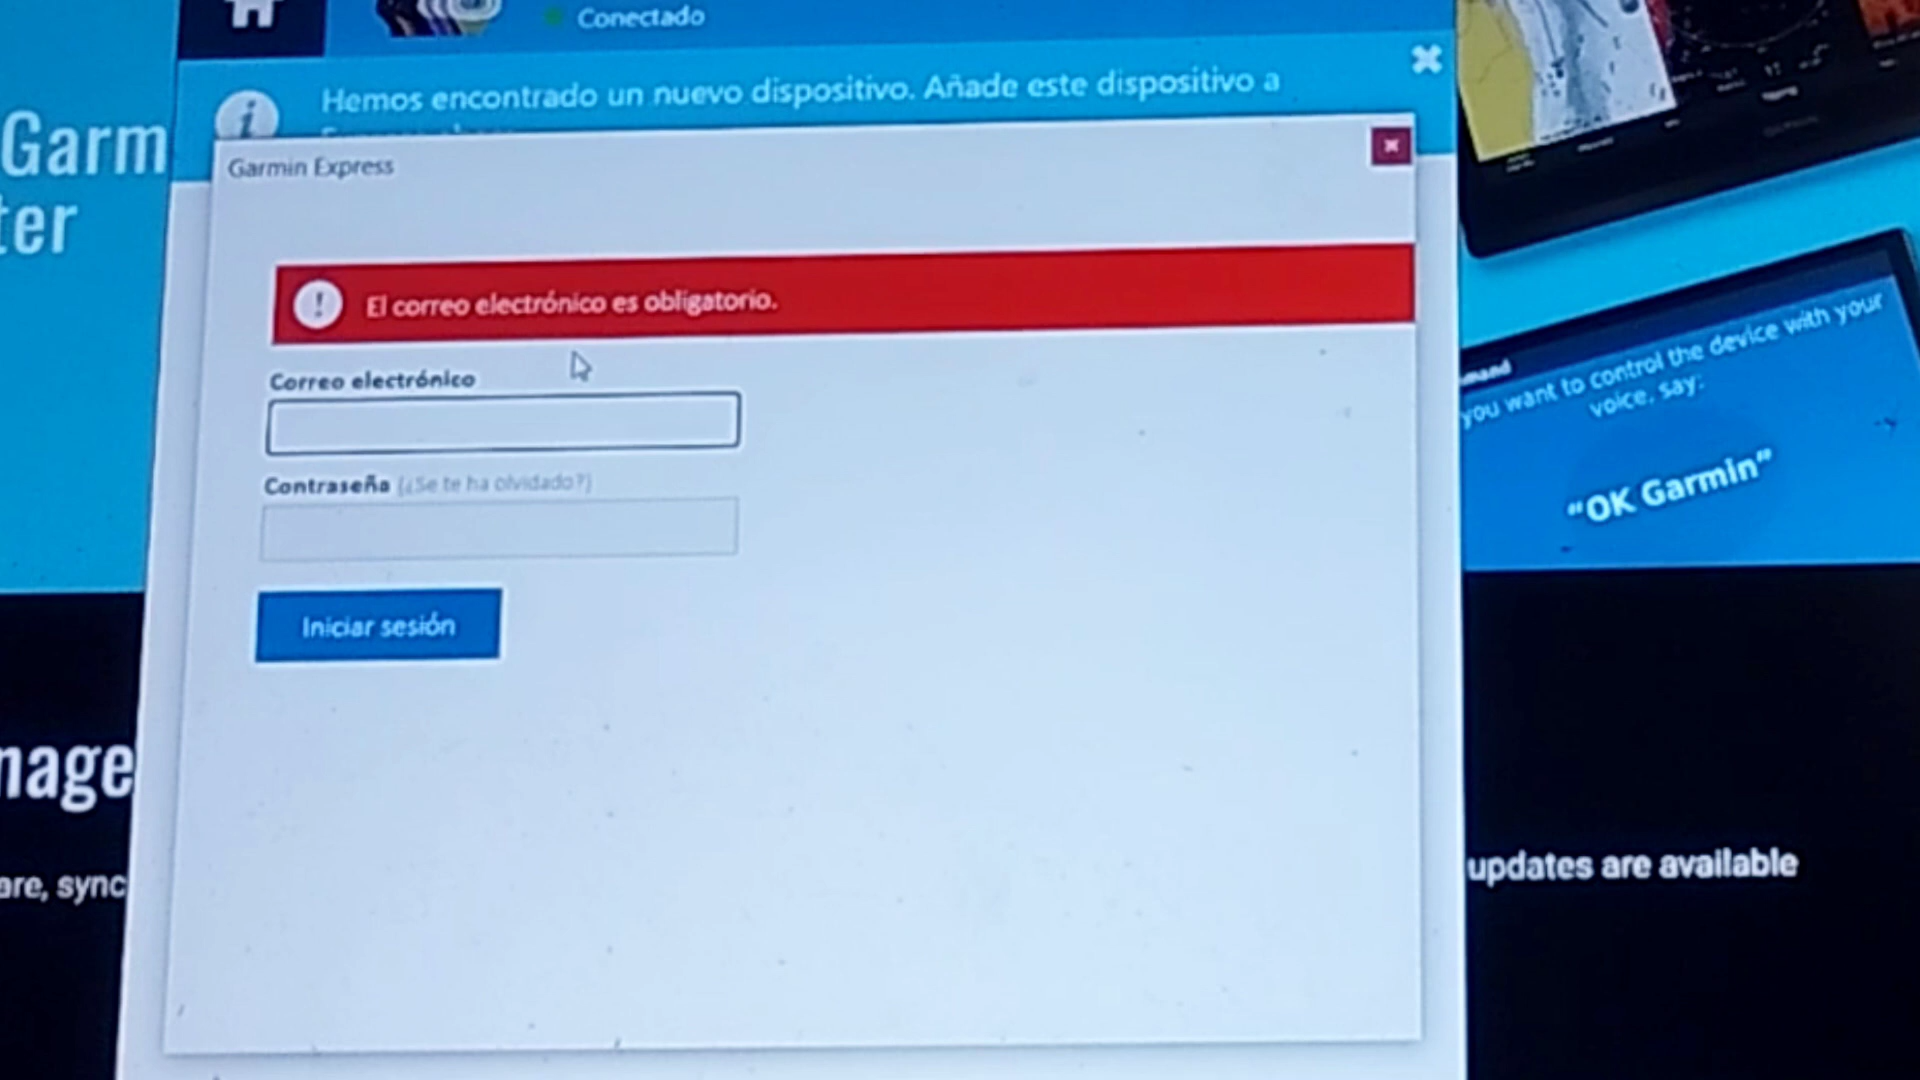 Conectado
Hemos encontrado un nuevo dispositivo. Añade este dispositivo a
Garm
ter
Garmin Express
El correo electrónico es obligatorio.
Correo electrónico
Contraseña (¿Se te ha olvidado?)
Iniciar sesión
mand
you want to control the device with your
voice, say:
"OK Garmin"
nage
are, sync
updates are available